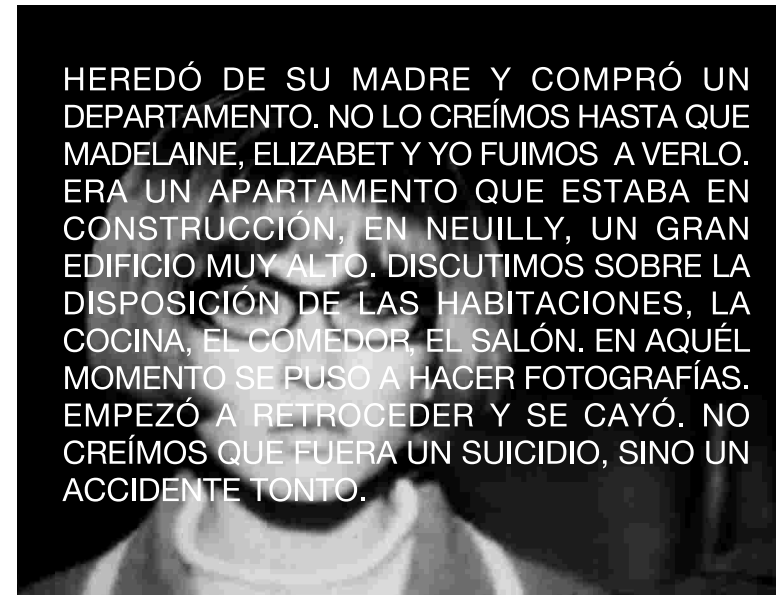 HEREDÓ DE SU MADRE Y COMPRÓ UN
DEPARTAMENTO. NO LO CREÍMOS HASTA QUE
MADELAINE, ELIZABET Y YO FUIMOS A VERLO.
ERA UN APARTAMENTO QUE ESTABA EN
CONSTRUCCIÓN, EN NEUILLY, UN GRAN
EDIFICIO MUY ALTO. DISCUTIMOS SOBRE LA
DISPOSICIÓN DE LAS HABITACIONES, LA
COCINA, EL COMEDOR, EL SALÓN. EN AQUÉL
MOMENTO SE PUSO A HACER FOTOGRAFÍAS.
EMPEZÓ A RETROCEDER Y SE CAYÓ. NO
CREÍMOS QUE FUERA UN SUICIDIO, SINO UN
ACCIDENTE TONTO.